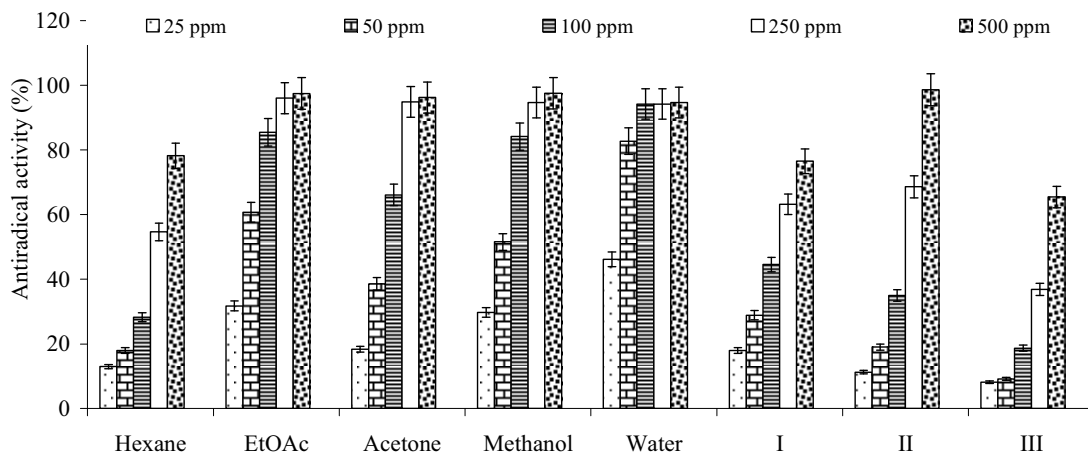 120
25 ppm 50 ppm 100 ppm 250 ppm 500 ppm
100
80
60
40
20
0
Antiradical activity (%)
Hexane EtOAc Acetone Methanol Water I II III